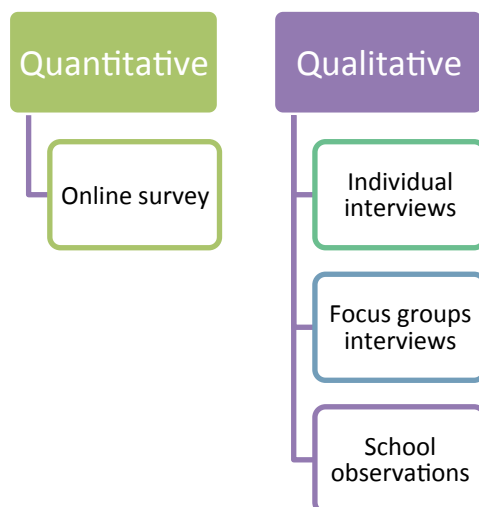 Quantitative
Online survey
Qualitative
Individual
interviews
Focus groups
interviews
School
observations